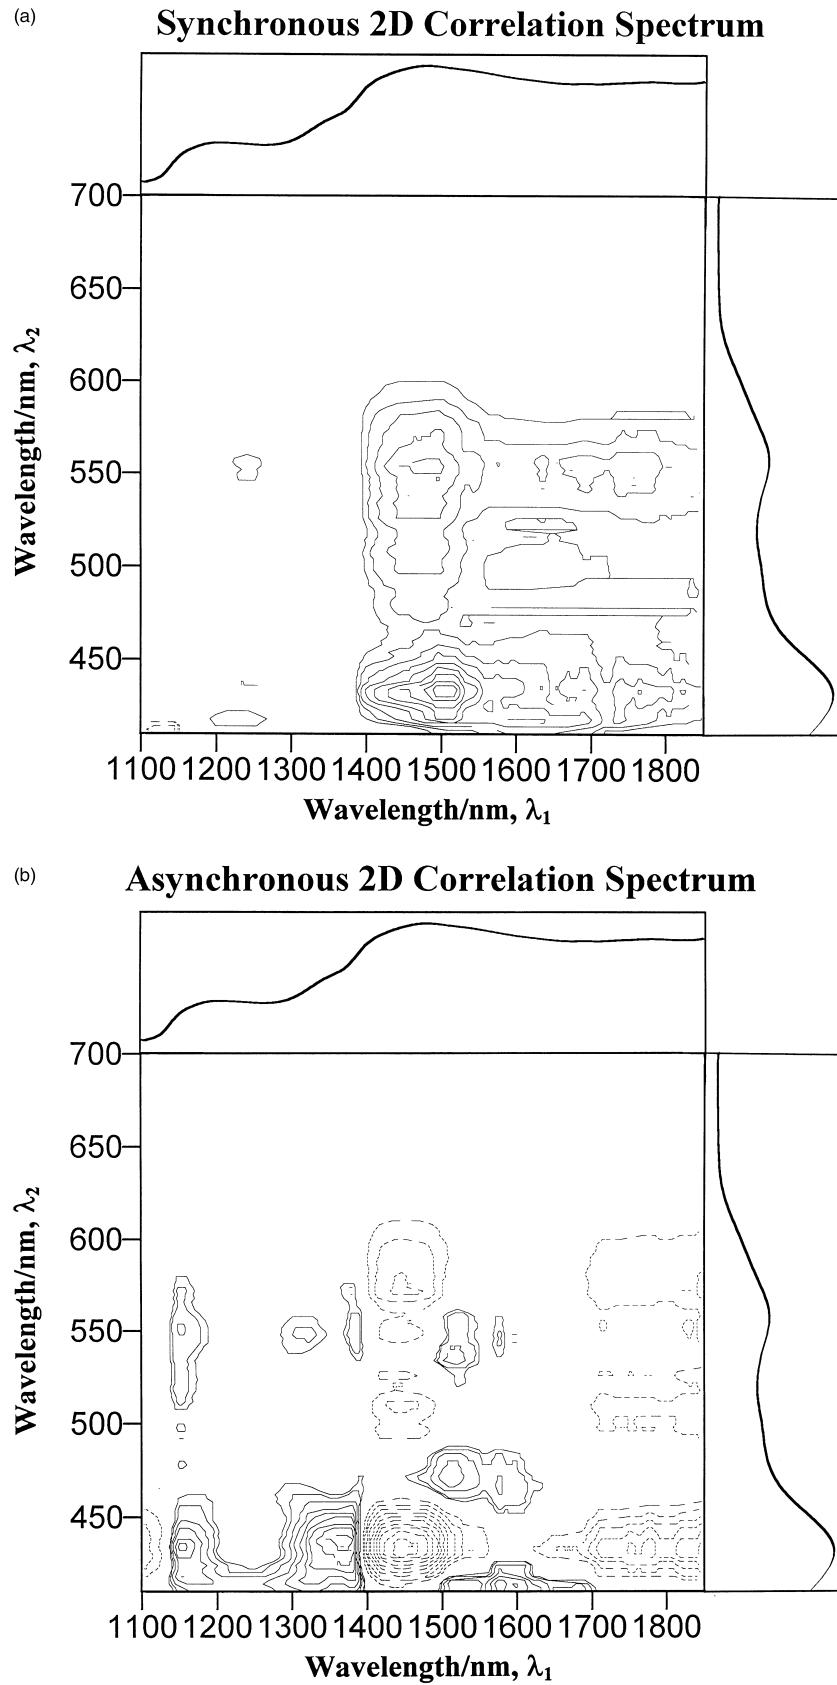 (a)
Synchronous 2D Correlation Spectrum
700
650
600
550
500
450
Wavelength/nm, λ2
1100 1200 1300 1400 1500 1600 1700 1800
Wavelength/nm, λ1
(b)
Asynchronous 2D Correlation Spectrum
700
650
600
550
500
450
Wavelength/nm, λ2
1100 1200 1300 1400 1500 1600 1700 1800
Wavelength/nm, λ1